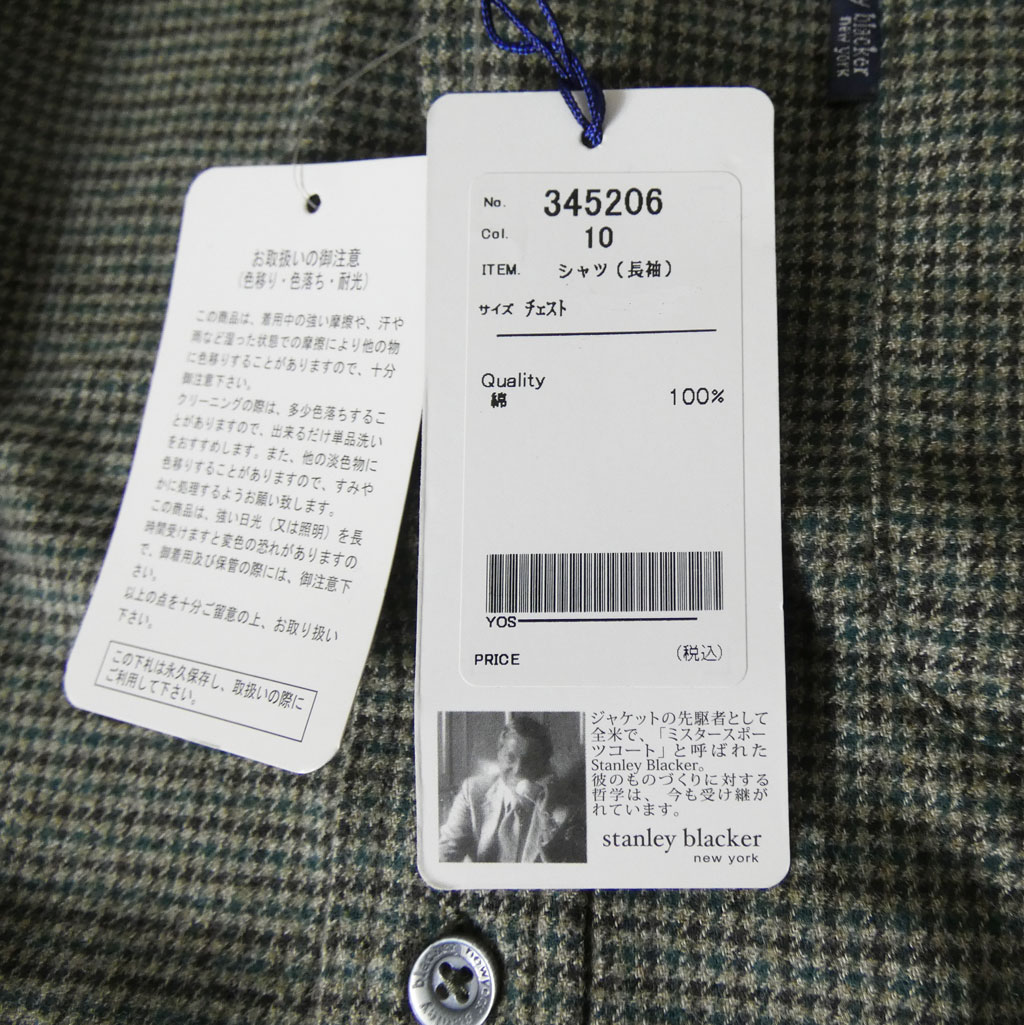 お取扱いの御注意
(色移り・色落ち・耐光)
この商品は、着用中の強い摩擦や、汗や
雨など湿った状態での摩擦により他の物
に色移りすることがありますので、十分
御注意下さい。
クリーニングの際は、多少色落ちするこ
とがありますので、出来るだけ単品洗い
をおすすめします。また、他の淡色物に
色移りすることがありますので、すみや
かに処理するようお願い致します。
この商品は、強い日光（又は照明）を長
時間受けますと変色の恐れがありますの
で、御着用及び保管の際には、御注意下
さい。
以上の点を十分ご留意の上、お取り扱い
下さい。
この下札は永久保存し、取扱いの際に
ご利用して下さい。
No. 345206
Col. 10
ITEM. シャツ(長袖)
サイズ チェスト
Quality
綿 100%
YOS
PRICE (税込)
ジャケットの先駆者として
全米で、「ミスタースポー
ツコート」と呼ばれた
Stanley Blacker。
彼のものづくりに対する
哲学は、今も受け継が
れています。
stanley blacker
new york
blacker
new york